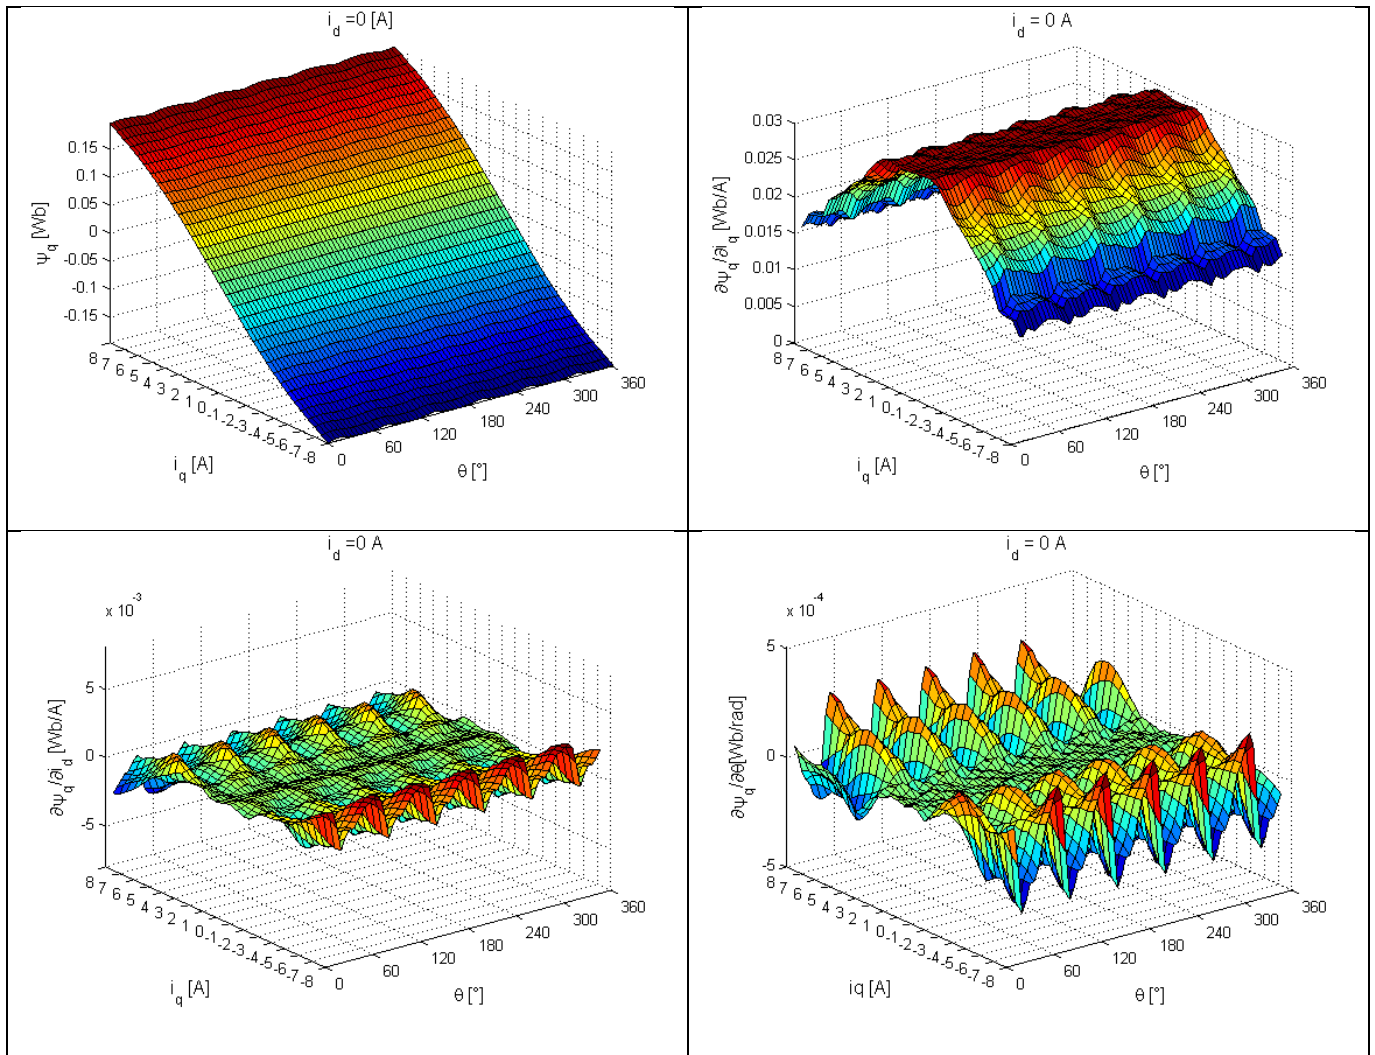 i_d =0 [A]
ψ_q [Wb]
0.15
0.1
0.05
0
-0.05
-0.1
-0.15
8 7 6 5 4 3 2 1 0 -1 -2 -3 -4 -5 -6 -7 -8
i_q [A]
0 60 120 180 240 300 360
θ [°]
i_d = 0 A
∂ψ_q/∂i_q [Wb/A]
0.03
0.025
0.02
0.015
0.01
0.005
0
8 7 6 5 4 3 2 1 0 -1 -2 -3 -4 -5 -6 -7 -8
i_q [A]
0 60 120 180 240 300 360
θ [°]
i_d =0 A
x 10^-3
∂ψ_q/∂i_d [Wb/A]
5
0
-5
8 7 6 5 4 3 2 1 0 -1 -2 -3 -4 -5 -6 -7 -8
i_q [A]
0 60 120 180 240 300 360
θ [°]
i_d = 0 A
x 10^-4
∂ψ_q/∂θ[Wb/rad]
5
0
-5
8 7 6 5 4 3 2 1 0 -1 -2 -3 -4 -5 -6 -7 -8
iq [A]
0 60 120 180 240 300 360
θ [°]